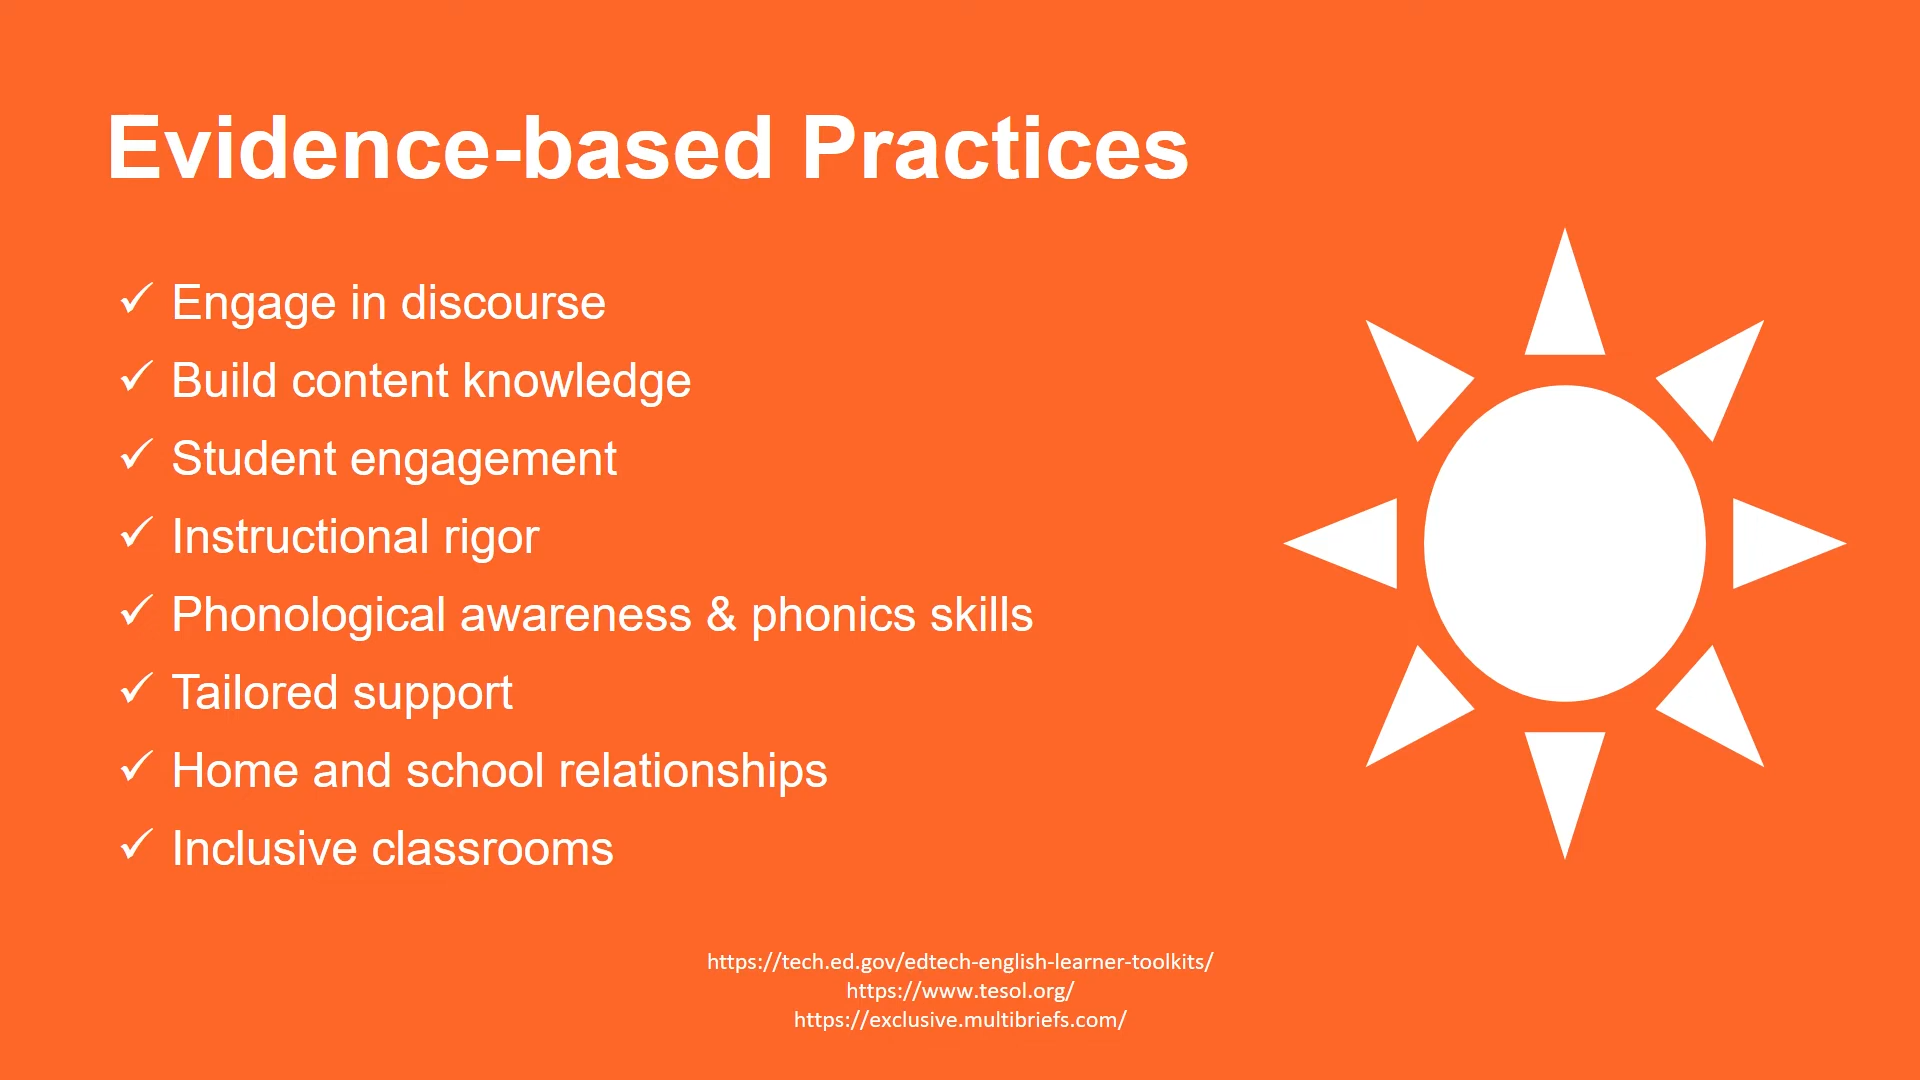 Evidence-based Practices
✓ Engage in discourse
✓ Build content knowledge
✓ Student engagement
✓ Instructional rigor
✓ Phonological awareness & phonics skills
✓ Tailored support
✓ Home and school relationships
✓ Inclusive classrooms
https://tech.ed.gov/edtech-english-learner-toolkits/
https://www.tesol.org/
https://exclusive.multibriefs.com/